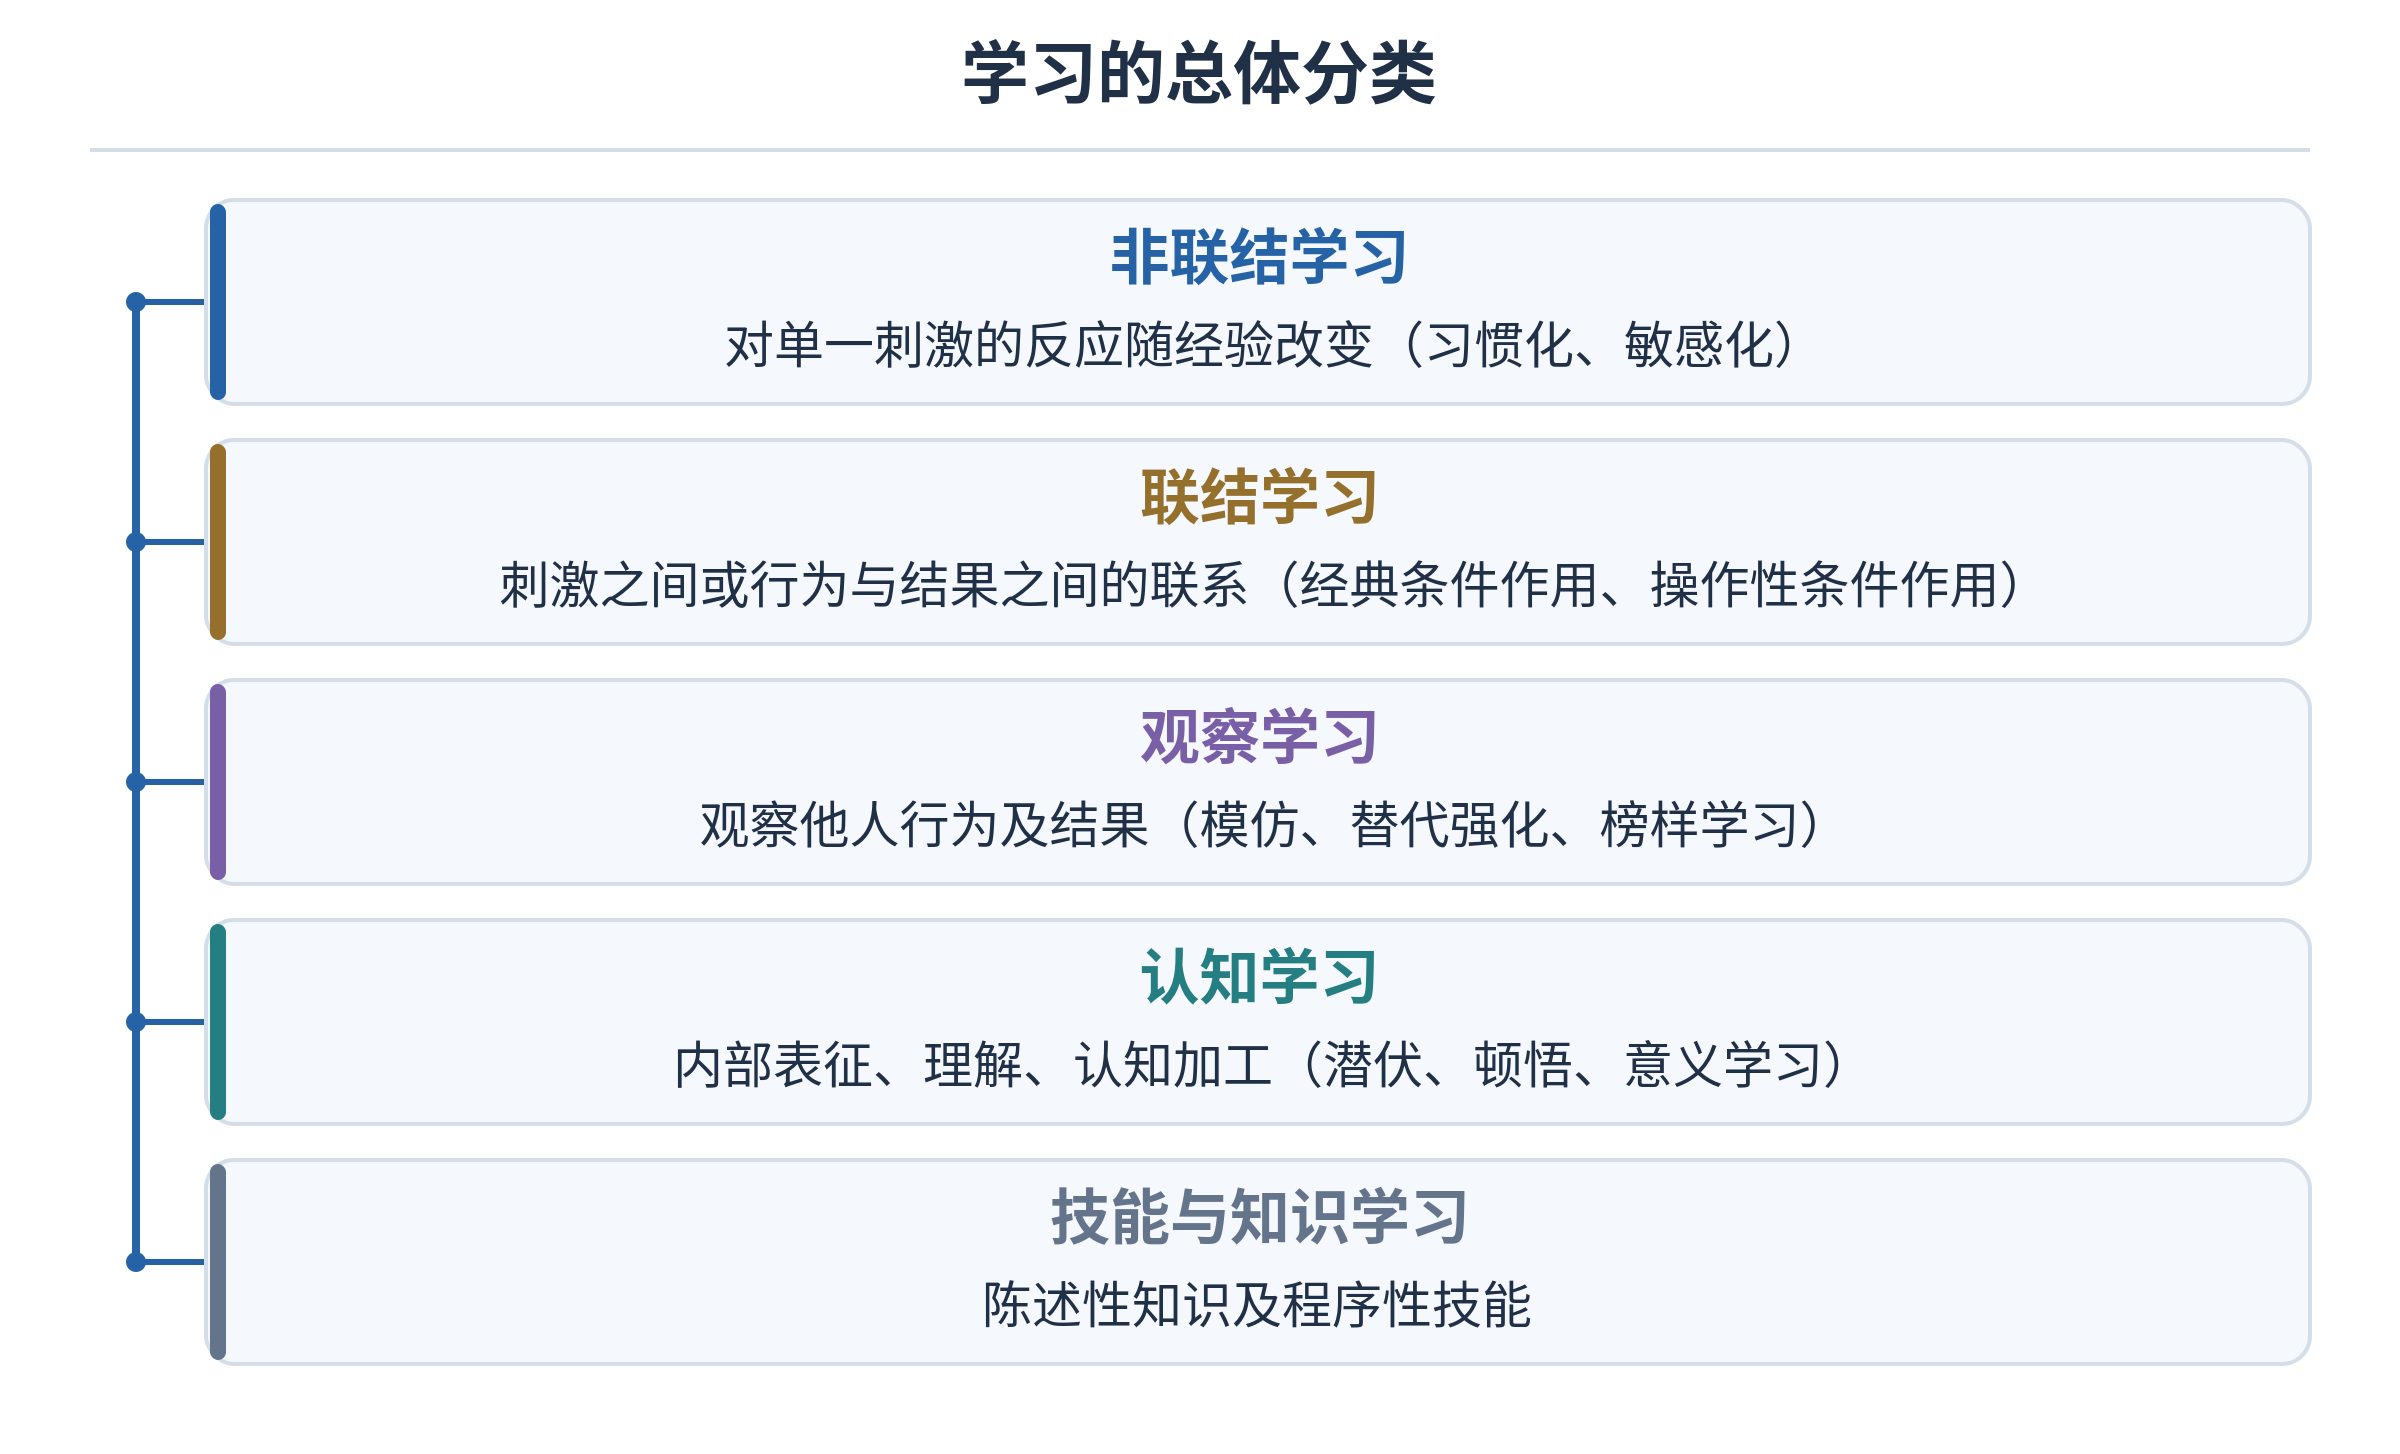 学习的总体分类
非联结学习
对单一刺激的反应随经验改变（习惯化、敏感化）
联结学习
刺激之间或行为与结果之间的联系（经典条件作用、操作性条件作用）
观察学习
观察他人行为及结果（模仿、替代强化、榜样学习）
认知学习
内部表征、理解、认知加工（潜伏、顿悟、意义学习）
技能与知识学习
陈述性知识及程序性技能